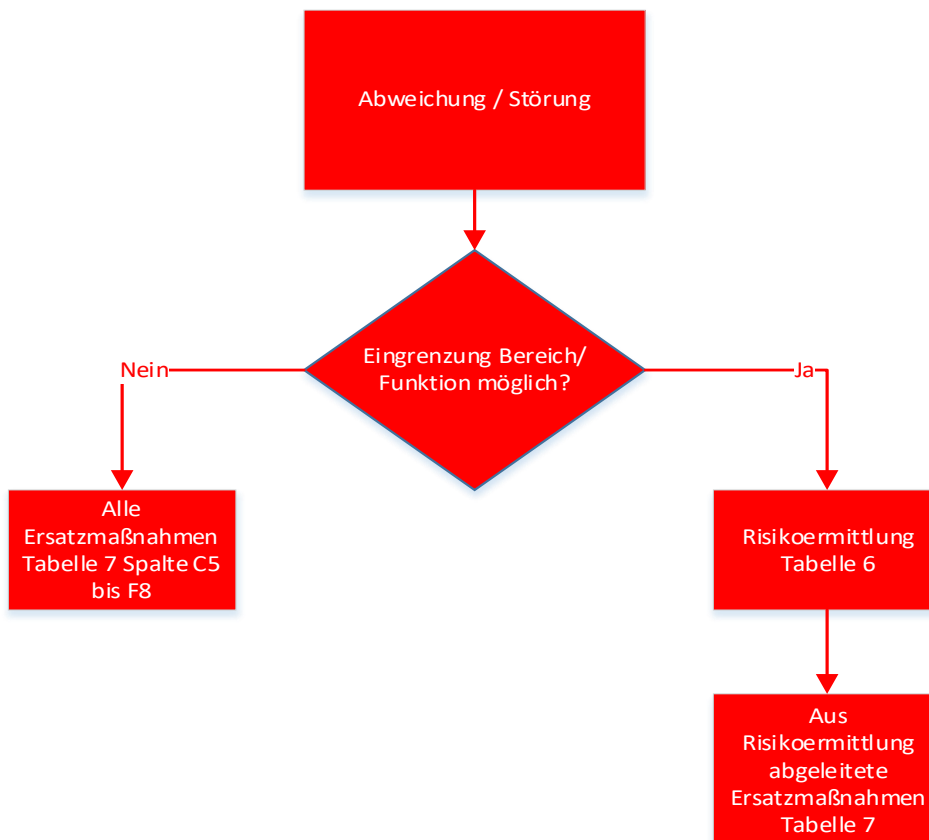 Abweichung / Störung
Eingrenzung Bereich/
Funktion möglich?
Nein
Ja
Alle
Ersatzmaßnahmen
Tabelle 7 Spalte C5
bis F8
Risikoermittlung
Tabelle 6
Aus
Risikoermittlung
abgeleitete
Ersatzmaßnahmen
Tabelle 7